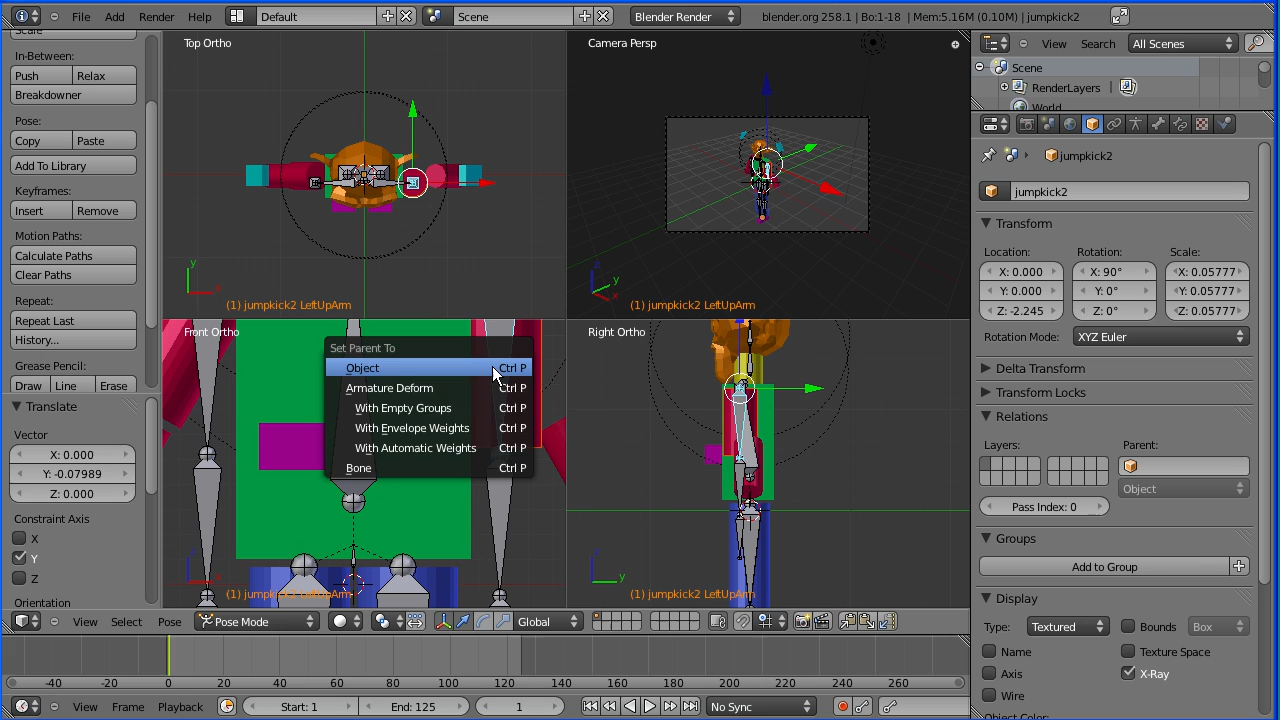 Add Render Help
Default
Scene
Blender Render
blender.org 258.1 | Bo:1-18 | Mem:5.16M (0.10M) | jumpkick2
Scale
In-Between:
Push Relax
Breakdowner
Pose:
Copy Paste
Add To Library
Keyframes:
Insert Remove
Motion Paths:
Calculate Paths
Clear Paths
Repeat:
Repeat Last
History...
Grease Pencil:
Draw Line Erase
Translate
Vector
X: 0.000
Y: -0.07989
Z: 0.000
Constraint Axis
X
Y
Z
Orientation
Top Ortho
y
x
(1) jumpkick2 LeftUpArm
Camera Persp
z
y
x
(1) jumpkick2 LeftUpArm
Front Ortho
Set Parent To
Object Ctrl P
Armature Deform Ctrl P
With Empty Groups Ctrl P
With Envelope Weights Ctrl P
With Automatic Weights Ctrl P
Bone Ctrl P
z
x
(1) jumpkick2 LeftUpArm
Right Ortho
z
y
(1) jumpkick2 LeftUpArm
View Select Pose
Pose Mode
Global
-40 -20 0 20 40 60 80 100 120 140 160 180 200 220 240 260
View Frame Playback
Start: 1
End: 125
1
No Sync
View Search
All Scenes
Scene
RenderLayers
World
jumpkick2
jumpkick2
Transform
Location: Rotation: Scale:
X: 0.000 X: 90° X: 0.05777
Y: 0.000 Y: 0° Y: 0.05777
Z: -2.245 Z: 0° Z: 0.05777
Rotation Mode: XYZ Euler
Delta Transform
Transform Locks
Relations
Layers: Parent:
Object
Pass Index: 0
Groups
Add to Group
Display
Type: Textured Bounds Box
Name Texture Space
Axis X-Ray
Wire
Object Color: